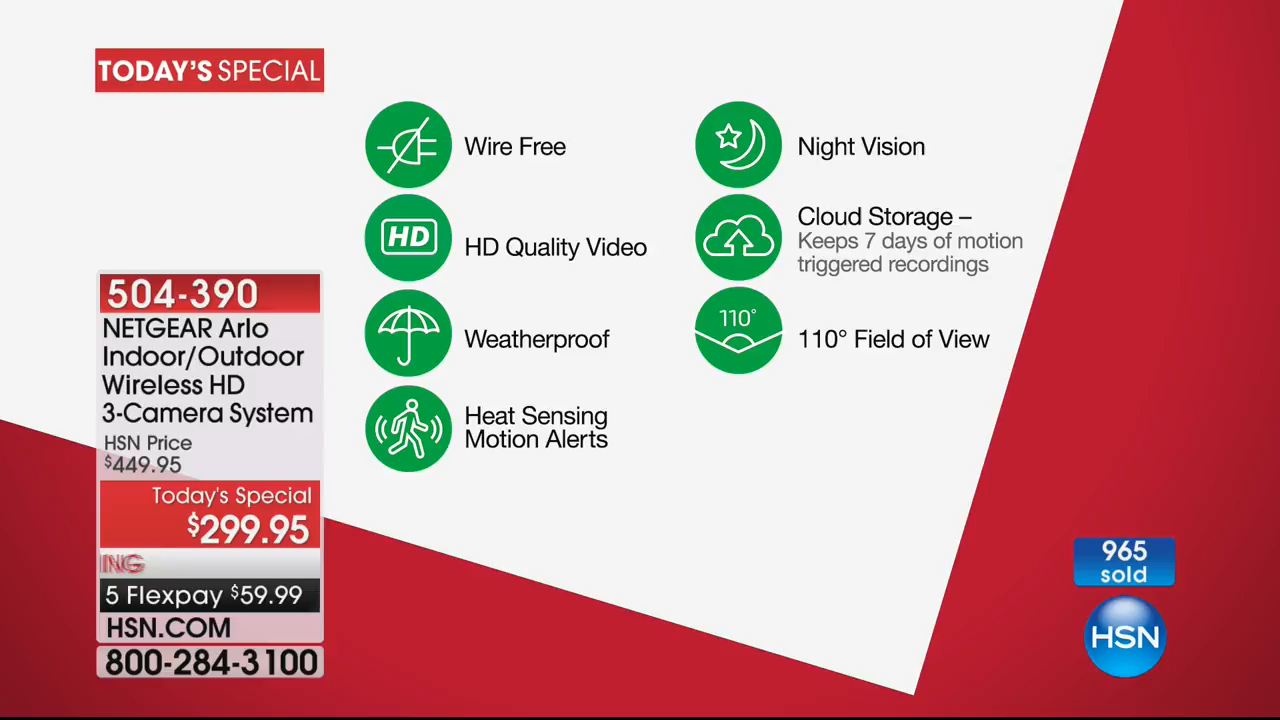 TODAY'S SPECIAL
Wire Free
HD
HD Quality Video
Weatherproof
Heat Sensing
Motion Alerts
Night Vision
Cloud Storage –
Keeps 7 days of motion
triggered recordings
110°
110° Field of View
504-390
NETGEAR Arlo
Indoor/Outdoor
Wireless HD
3-Camera System
HSN Price
$449.95
Today's Special
$299.95
ING
5 Flexpay $59.99
HSN.COM
800-284-3100
965
sold
HSN